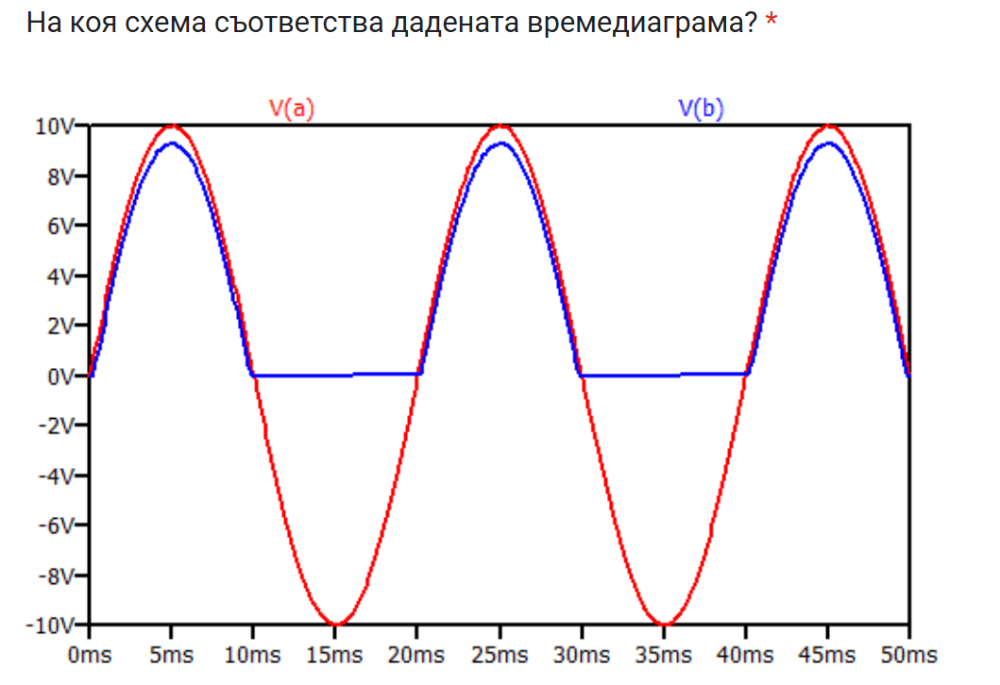 На коя схема съответства дадената времедиаграма? *
V(a) V(b)
10V
8V
6V
4V
2V
0V
-2V
-4V
-6V
-8V
-10V
0ms 5ms 10ms 15ms 20ms 25ms 30ms 35ms 40ms 45ms 50ms